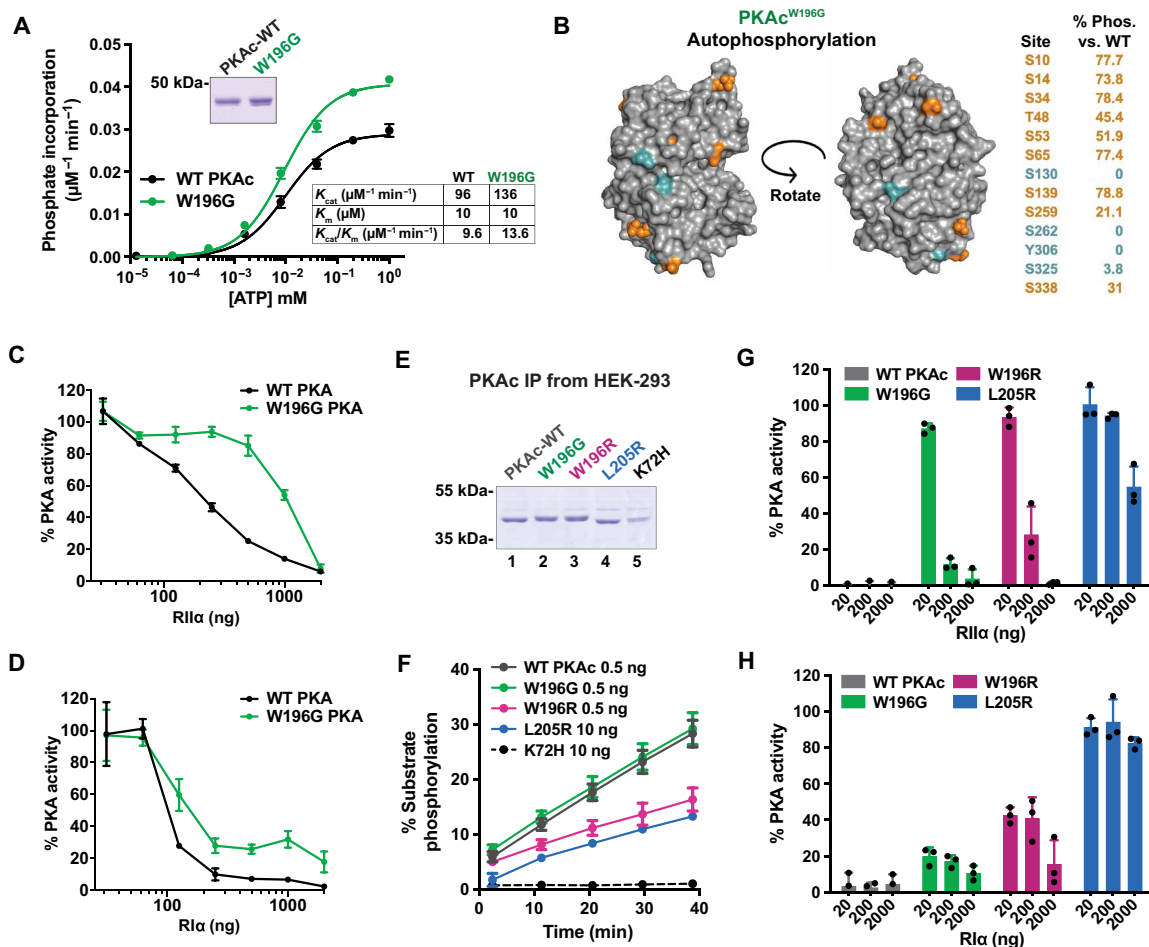 A
Phosphate incorporation
(µM⁻¹ min⁻¹)
0.05
0.04
0.03
0.02
0.01
0.00
50 kDa-
PKAc-WT
W196G
WT PKAc
W196G
WT W196G
Kcat (µM⁻¹ min⁻¹) 96 136
Km (µM) 10 10
Kcat/Km (µM⁻¹ min⁻¹) 9.6 13.6
10⁻⁵ 10⁻⁴ 10⁻³ 10⁻² 10⁻¹ 10⁰
[ATP] mM
B
PKAcW196G
Autophosphorylation
Rotate
% Phos.
Site vs. WT
S10 77.7
S14 73.8
S34 78.4
T48 45.4
S53 51.9
S65 77.4
S130 0
S139 78.8
S259 21.1
S262 0
Y306 0
S325 3.8
S338 31
C
% PKA activity
120
100
80
60
40
20
0
WT PKA
W196G PKA
100 1000
RIIα (ng)
D
% PKA activity
120
100
80
60
40
20
0
WT PKA
W196G PKA
100 1000
RIα (ng)
E
PKAc IP from HEK-293
PKAc-WT
W196G
W196R
L205R
K72H
55 kDa-
35 kDa-
1 2 3 4 5
F
% Substrate
phosphorylation
40
30
20
10
0
WT PKAc 0.5 ng
W196G 0.5 ng
W196R 0.5 ng
L205R 10 ng
K72H 10 ng
0 10 20 30 40
Time (min)
G
% PKA activity
120
100
80
60
40
20
0
WT PKAc W196R
W196G L205R
20 200 2000 20 200 2000 20 200 2000 20 200 2000
RIIα (ng)
H
% PKA activity
120
100
80
60
40
20
0
WT PKAc W196R
W196G L205R
20 200 2000 20 200 2000 20 200 2000 20 200 2000
RIα (ng)